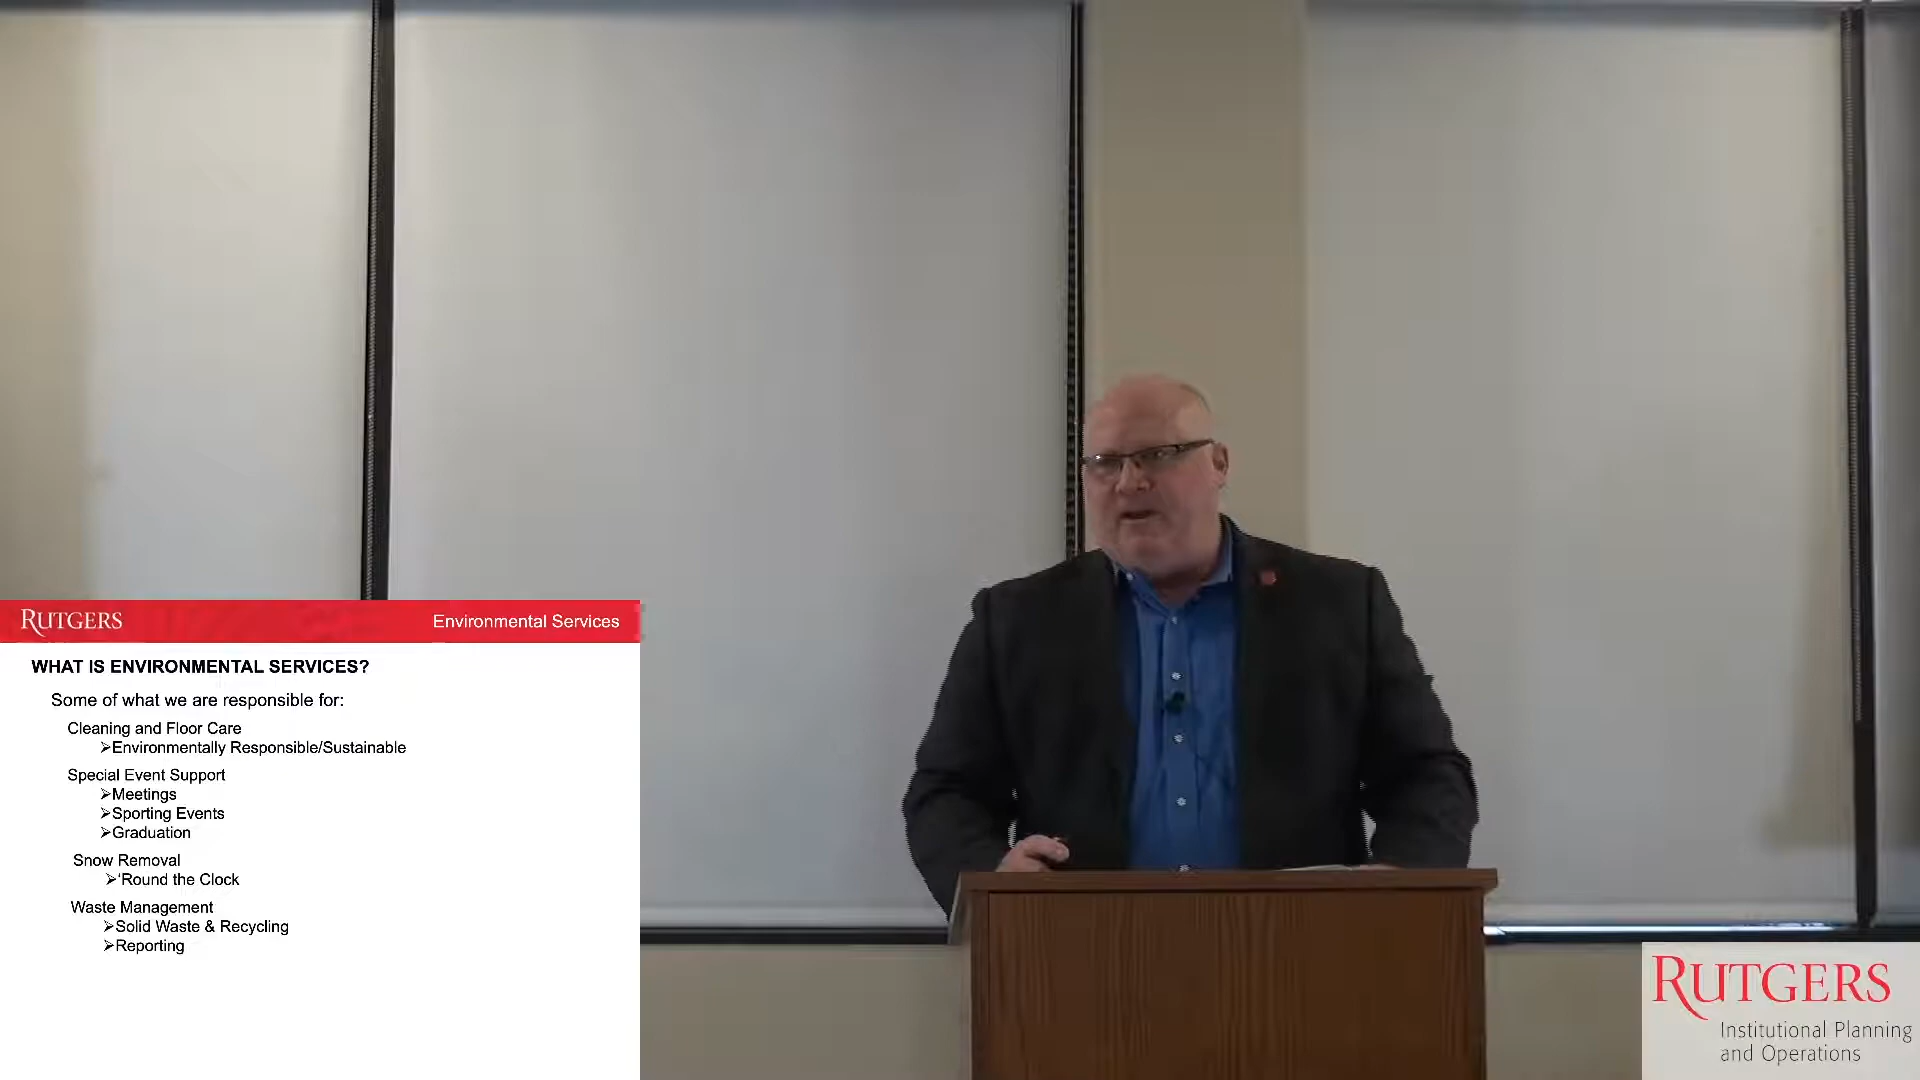 RUTGERS
Environmental Services
WHAT IS ENVIRONMENTAL SERVICES?
Some of what we are responsible for:
Cleaning and Floor Care
➢Environmentally Responsible/Sustainable
Special Event Support
➢Meetings
➢Sporting Events
➢Graduation
Snow Removal
➢‘Round the Clock
Waste Management
➢Solid Waste & Recycling
➢Reporting
RUTGERS
Institutional Planning
and Operations